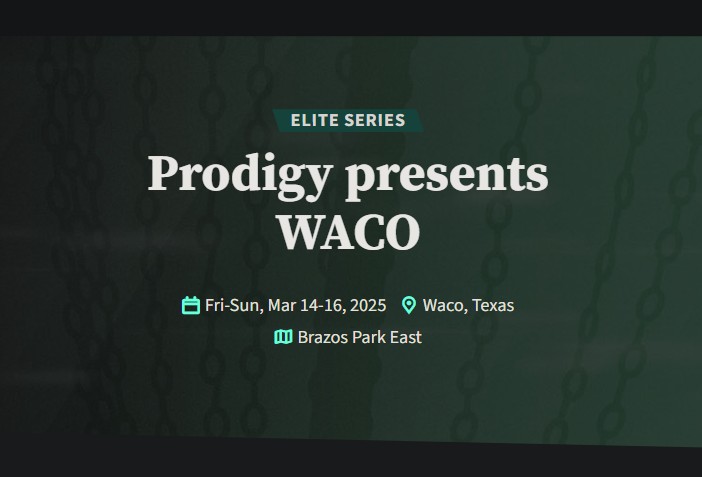 ELITE SERIES
Prodigy presents
WACO
Fri-Sun, Mar 14-16, 2025 Waco, Texas
Brazos Park East